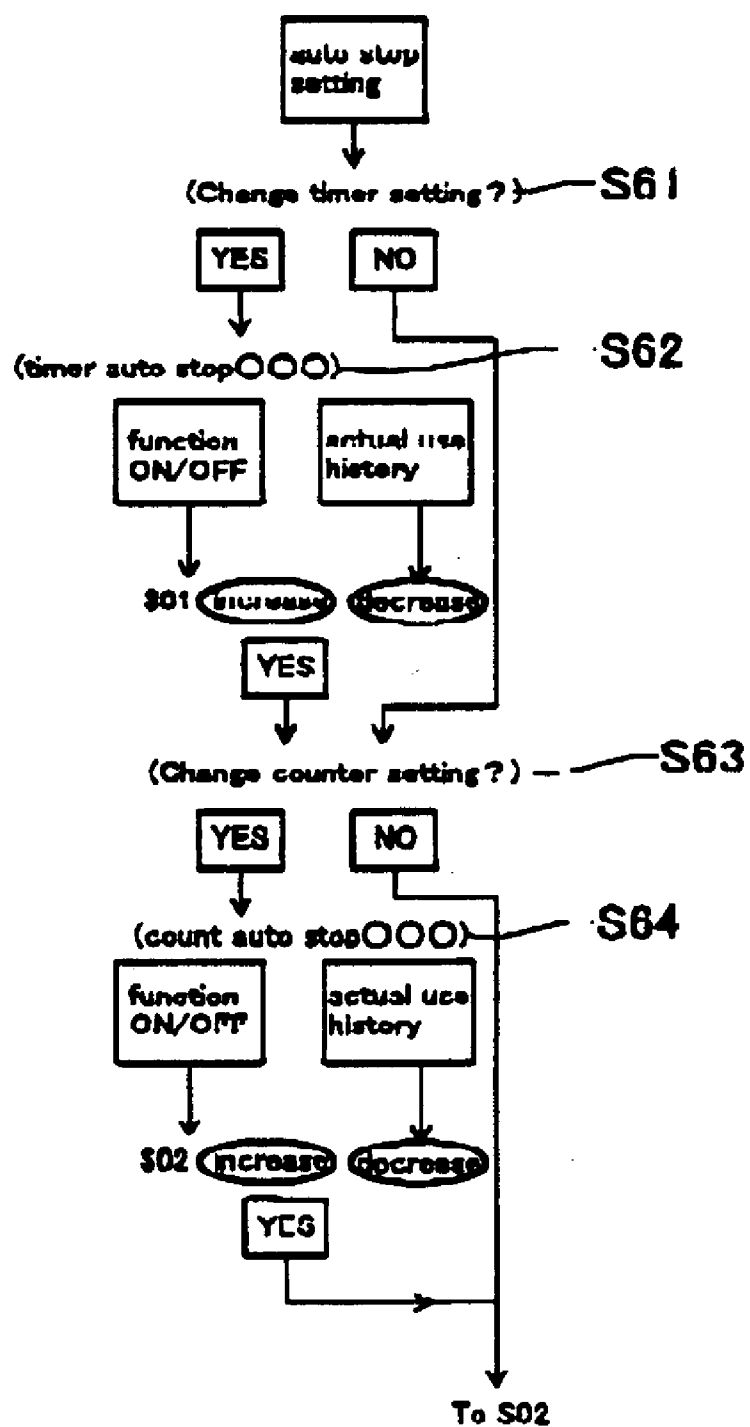 auto stop
setting
(Change timer setting?) S61
YES NO
(timer auto stop○○○) S62
function
ON/OFF
actual use
history
S01 increase decrease
YES
(Change counter setting?) S63
YES NO
(count auto stop○○○) S64
function
ON/OFF
actual use
history
S02 increase decrease
YES
To S02